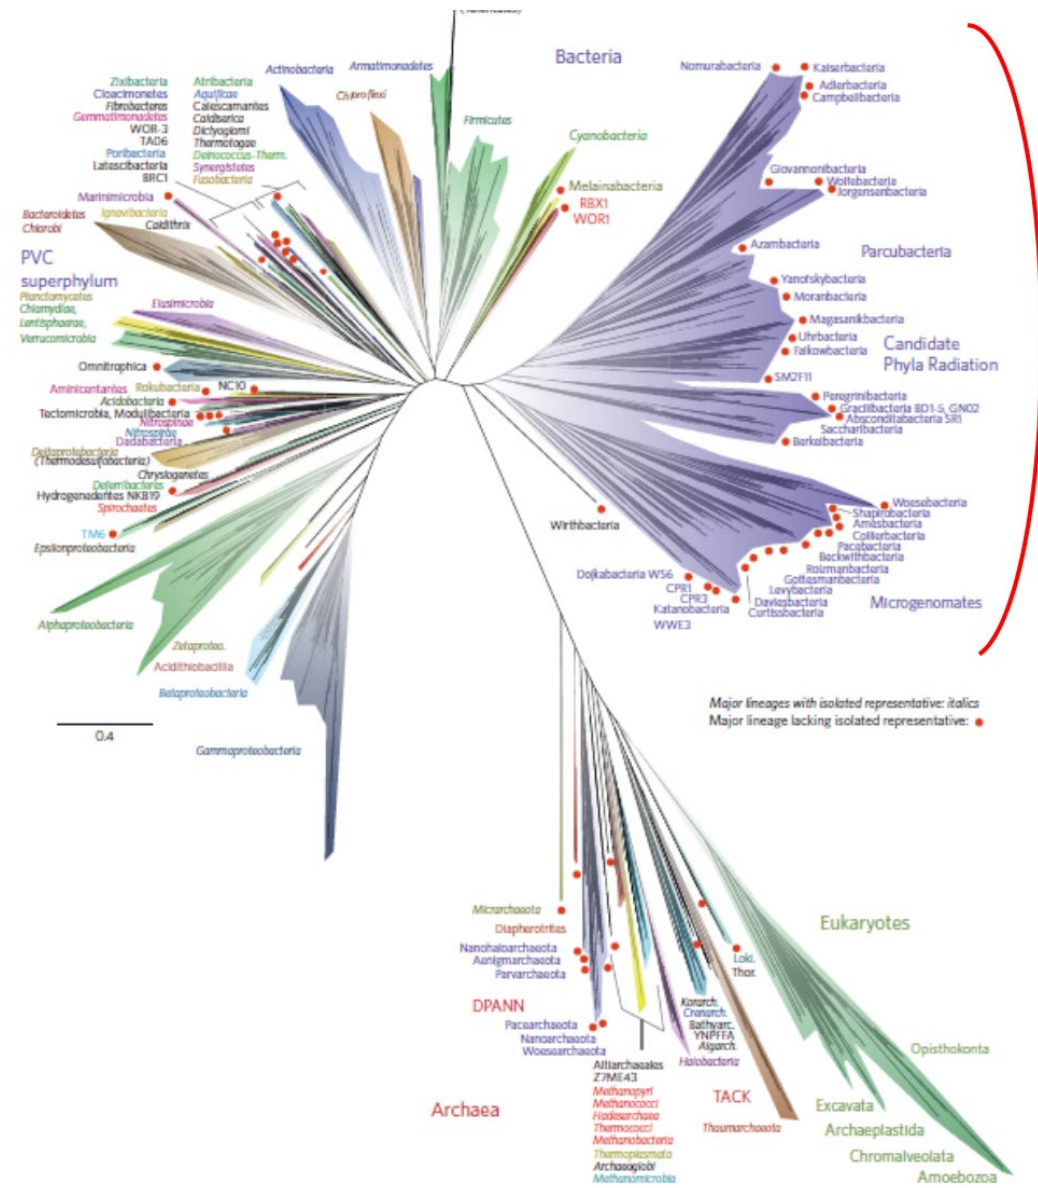 Bacteria
Zixibacteria
Cloacimonetes
Fibrobacteres
Gemmatimonadetes
WOR-3
TA06
Poribacteria
Latescibacteria
BRC1
Atribacteria
Aquificae
Calescamantes
Caldiserica
Dictyoglomi
Thermotogae
Deinococcus-Therm.
Synergistetes
Fusobacteria
Actinobacteria
Armatimonadetes
Chloroflexi
Firmicutes
Cyanobacteria
Melainabacteria
RBX1
WOR1
Marinimicrobia
Ignavibacteria
Caldithrix
Bacteroidetes
Chlorobi
PVC
superphylum
Planctomycetes
Chlamydiae,
Lentisphaerae,
Verrucomicrobia
Elusimicrobia
Omnitrophica
Aminicentantes
Rokubacteria
NC10
Acidobacteria
Tectomicrobia, Modulibacteria
Nitrospinae
Nitrospirae
Dadabacteria
Deltaprotebacteria
(Thermodesulfobacteria)
Chrysiogenetes
Deferribacteres
Hydrogenedentes NKB19
Spirochaetes
TM6
Epsilonproteobacteria
Alphaproteobacteria
Zetaproteo.
Acidithiobacillia
Betaproteobacteria
Gammaproteobacteria
0.4
Nomurabacteria
Kaiserbacteria
Adlerbacteria
Campbellbacteria
Giovannonibacteria
Wolfebacteria
Jorgensenbacteria
Azambacteria
Parcubacteria
Yanofskybacteria
Moranbacteria
Magasanikbacteria
Uhrbacteria
Falkowbacteria
Candidate
Phyla Radiation
SM2F11
Peregrinibacteria
Gracilibacteria BD1-5, GN02
Absconditabacteria SR1
Saccharibacteria
Berkelbacteria
Woesebacteria
Shapirobacteria
Amesbacteria
Collierbacteria
Pacebacteria
Beckwithbacteria
Roizmanbacteria
Gottesmanbacteria
Levybacteria
Daviesbacteria
Curtissbacteria
Microgenomates
Wirthbacteria
Dojkabacteria WS6
CPR1
CPR3
Katanobacteria
WWE3
Major lineages with isolated representative: italics
Major lineage lacking isolated representative:
Micrarchaeota
Diapherotrites
Nanohaloarchaeota
Aenigmarchaeota
Parvarchaeota
DPANN
Pacearchaeota
Nanoarchaeota
Woesearchaeota
Archaea
Altiarchaeales
Z7ME43
Methanopyri
Methanococci
Hadesarchaea
Thermococci
Methanobacteria
Thermoplasmata
Archaeoglobi
Methanomicrobia
Halobacteria
Korarch.
Crenarch.
Bathyarc.
YNPFFA
Aigarch.
Loki.
Thor.
TACK
Thaumarchaeota
Eukaryotes
Opisthokonta
Excavata
Archaeplastida
Chromalveolata
Amoebozoa